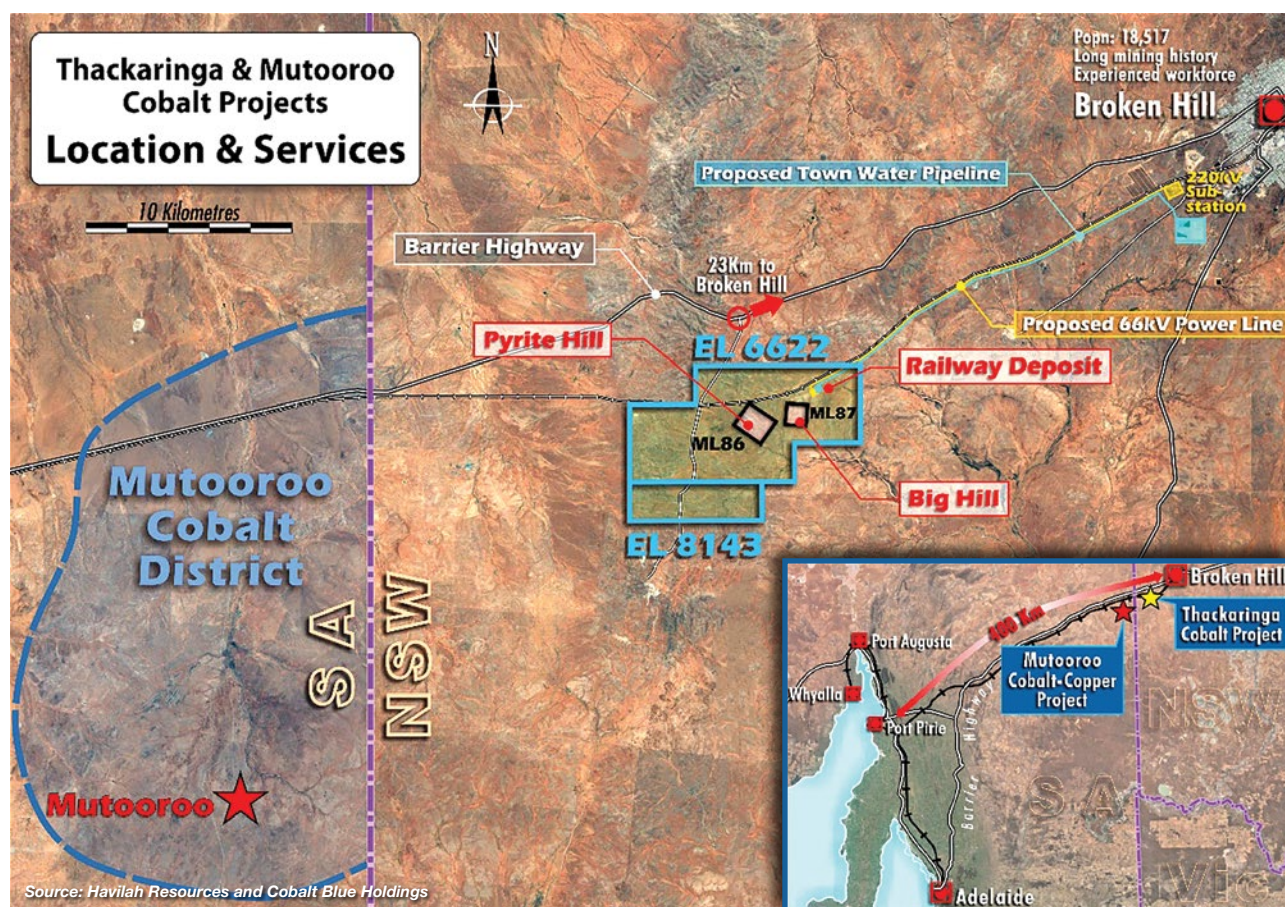 Thackaringa & Mutooroo
Cobalt Projects
Location & Services
N
10 Kilometres
Popn: 18,517
Long mining history
Experienced workforce
Broken Hill
Proposed Town Water Pipeline
220kV
Sub-
station
Barrier Highway
23Km to
Broken Hill
Proposed 66kV Power Line
Pyrite Hill
EL 6622
Railway Deposit
ML87
ML86
Big Hill
EL 8143
Mutooroo
Cobalt
District
SA
NSW
Mutooroo
Source: Havilah Resources and Cobalt Blue Holdings
Broken Hill
400 Km
Thackaringa
Cobalt Project
Port Augusta
Mutooroo
Cobalt-Copper
Project
Whyalla
Port Pirie
Barrier Highway
NSW
SA
Vic
Adelaide